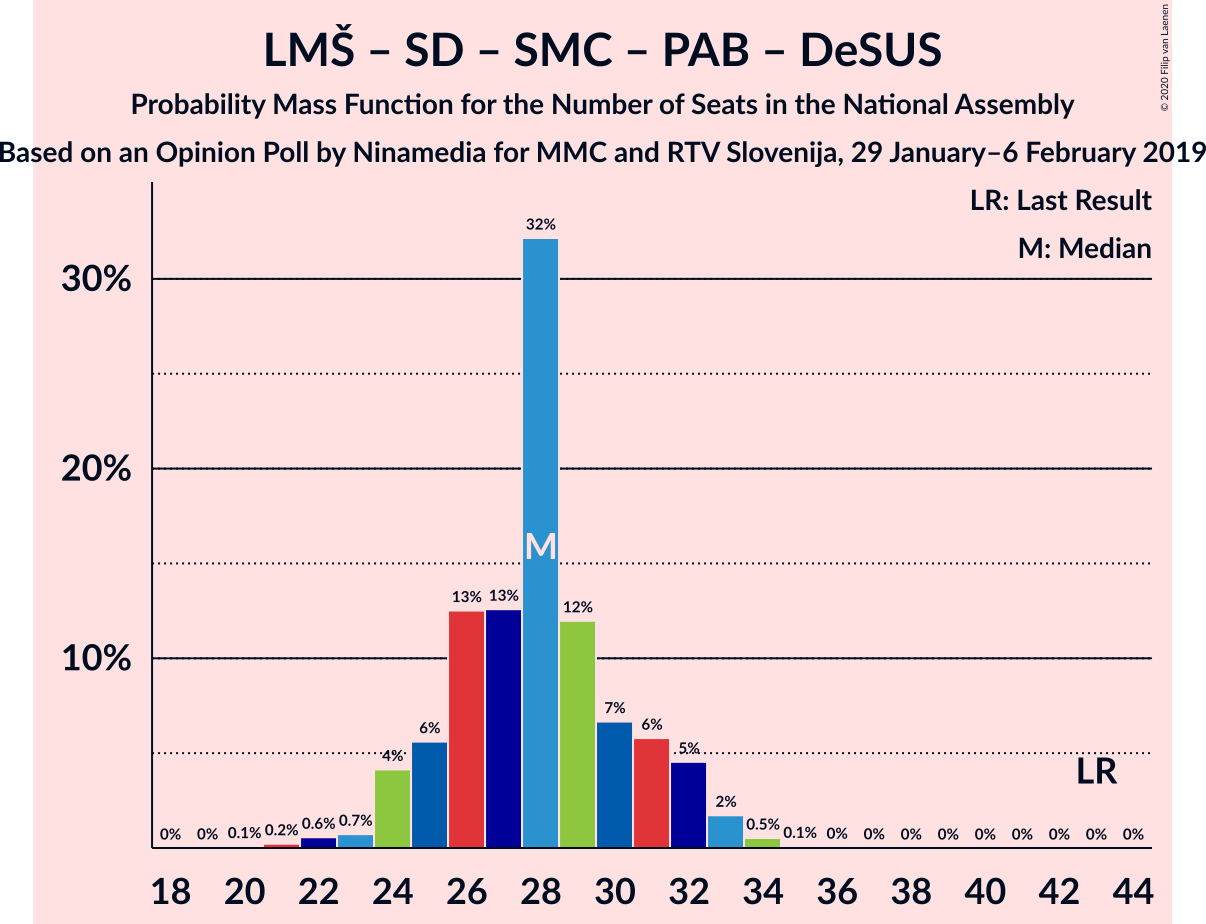 LMŠ – SD – SMC – PAB – DeSUS
Probability Mass Function for the Number of Seats in the National Assembly
Based on an Opinion Poll by Ninamedia for MMC and RTV Slovenija, 29 January–6 February 2019
© 2020 Filip van Laenen
LR: Last Result
M: Median
30%
20%
10%
0% 0% 0.1% 0.2% 0.6% 0.7% 4% 6% 13% 13% 32% 12% 7% 6% 5% 2% 0.5% 0.1% 0% 0% 0% 0% 0% 0% 0% 0% 0%
M
LR
18 20 22 24 26 28 30 32 34 36 38 40 42 44